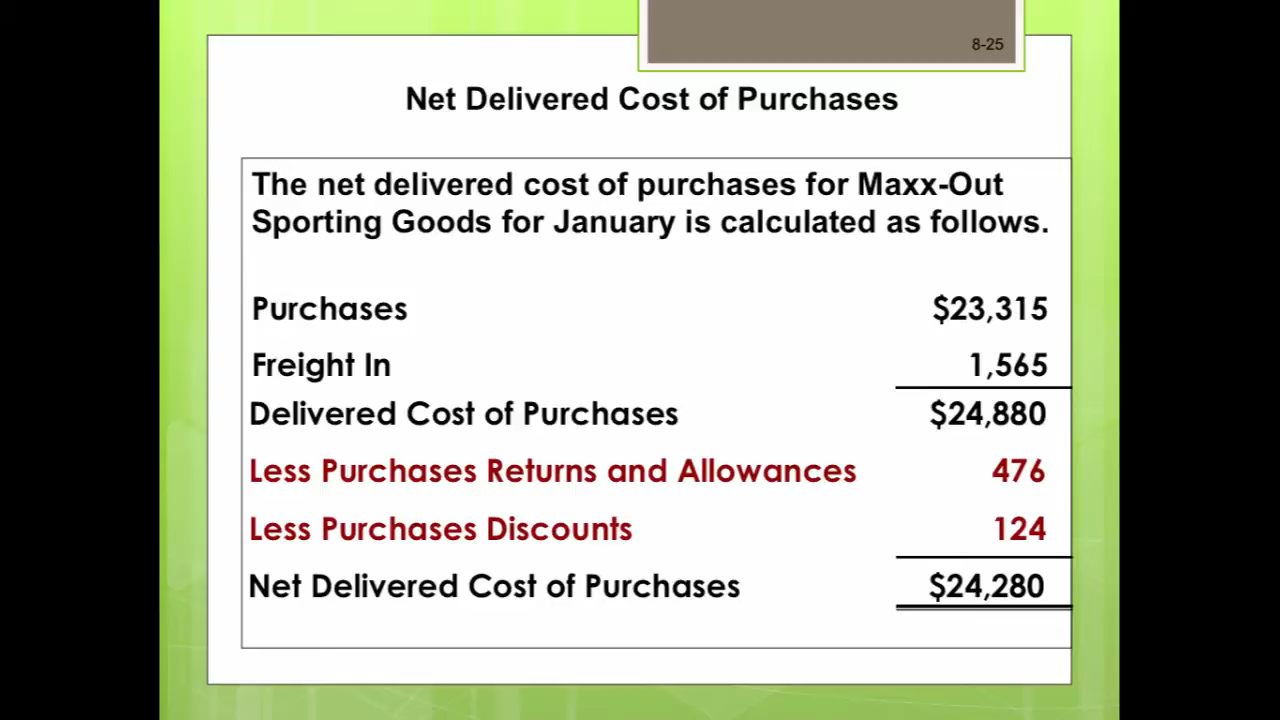 8-25
Net Delivered Cost of Purchases
The net delivered cost of purchases for Maxx-Out
Sporting Goods for January is calculated as follows.
Purchases $23,315
Freight In 1,565
Delivered Cost of Purchases $24,880
Less Purchases Returns and Allowances 476
Less Purchases Discounts 124
Net Delivered Cost of Purchases $24,280